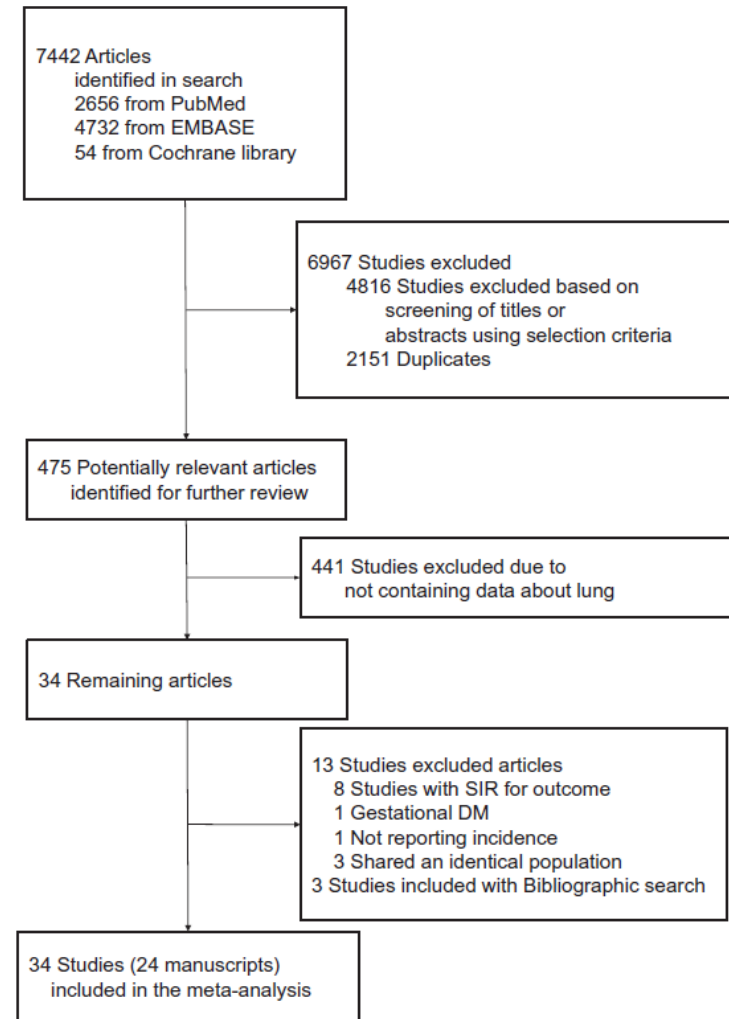 7442 Articles
identified in search
2656 from PubMed
4732 from EMBASE
54 from Cochrane library
6967 Studies excluded
4816 Studies excluded based on
screening of titles or
abstracts using selection criteria
2151 Duplicates
475 Potentially relevant articles
identified for further review
441 Studies excluded due to
not containing data about lung
34 Remaining articles
13 Studies excluded articles
8 Studies with SIR for outcome
1 Gestational DM
1 Not reporting incidence
3 Shared an identical population
3 Studies included with Bibliographic search
34 Studies (24 manuscripts)
included in the meta-analysis